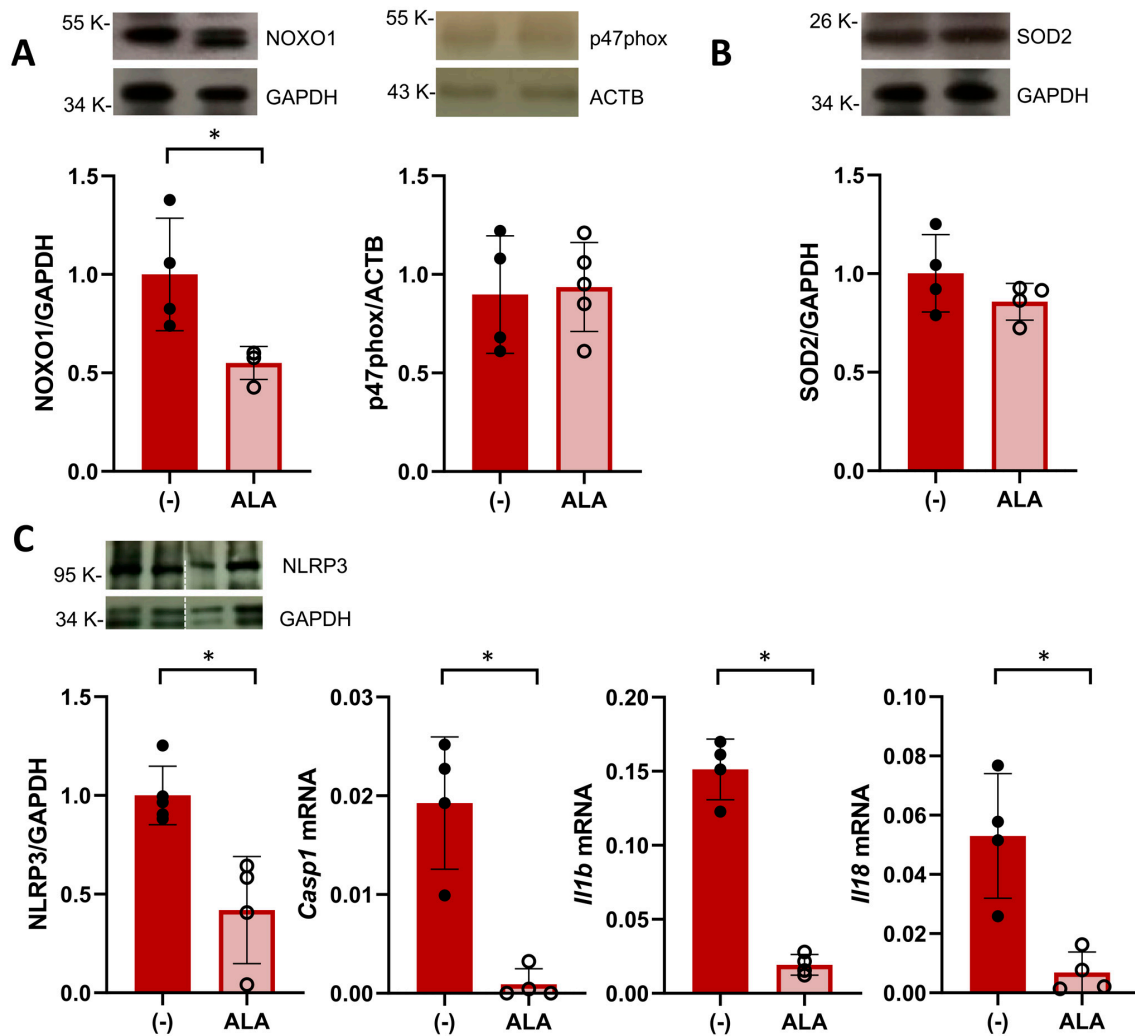 A
55 K-
NOXO1
GAPDH
34 K-
*
NOXO1/GAPDH
1.5
1.0
0.5
0.0
(-)
ALA
55 K-
p47phox
43 K-
ACTB
p47phox/ACTB
1.5
1.0
0.5
0.0
(-)
ALA
B
26 K-
SOD2
34 K-
GAPDH
SOD2/GAPDH
1.5
1.0
0.5
0.0
(-)
ALA
C
95 K-
NLRP3
34 K-
GAPDH
*
NLRP3/GAPDH
1.5
1.0
0.5
0.0
(-)
ALA
*
Casp1 mRNA
0.03
0.02
0.01
0.00
(-)
ALA
*
Il1b mRNA
0.20
0.15
0.10
0.05
0.00
(-)
ALA
*
Il18 mRNA
0.10
0.08
0.06
0.04
0.02
0.00
(-)
ALA